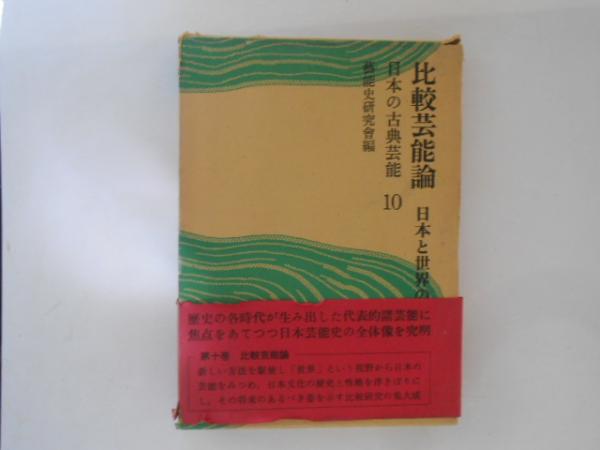 比較芸能論 日本と世界の
日本の古典芸能 10
藝能史研究會編
歴史の各時代が生み出した代表的諸芸能に
焦点をあてつつ日本芸能史の全体像を究明
第十巻 比較芸能論
新しい方法を駆使し「世界」という視野から日本の
芸能をみつめ、日本文化の歴史と性格を浮きぼりに
し、その将来のあるべき姿を示す比較研究の集大成